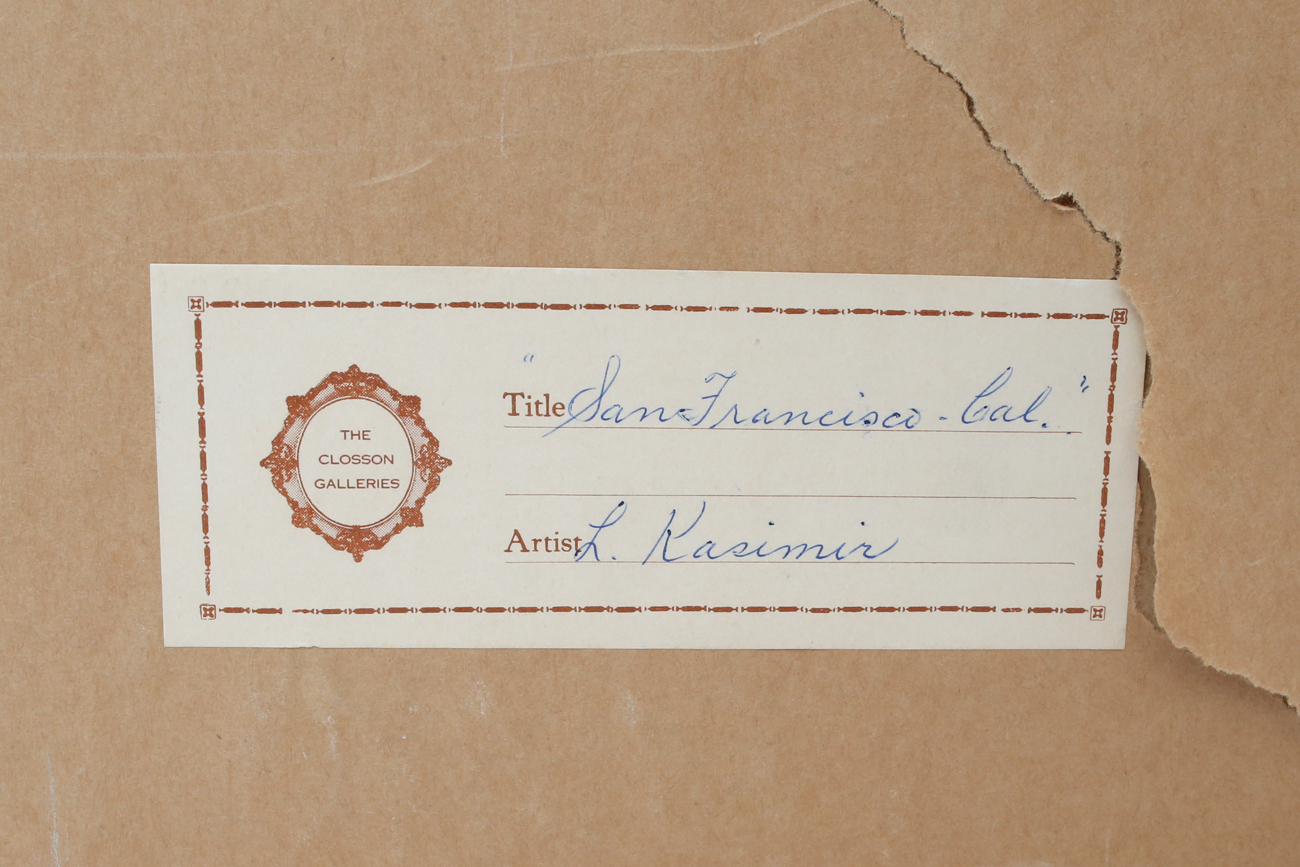 THE
CLOSSON
GALLERIES
Title "San Francisco - Cal."
Artist L. Kasimir